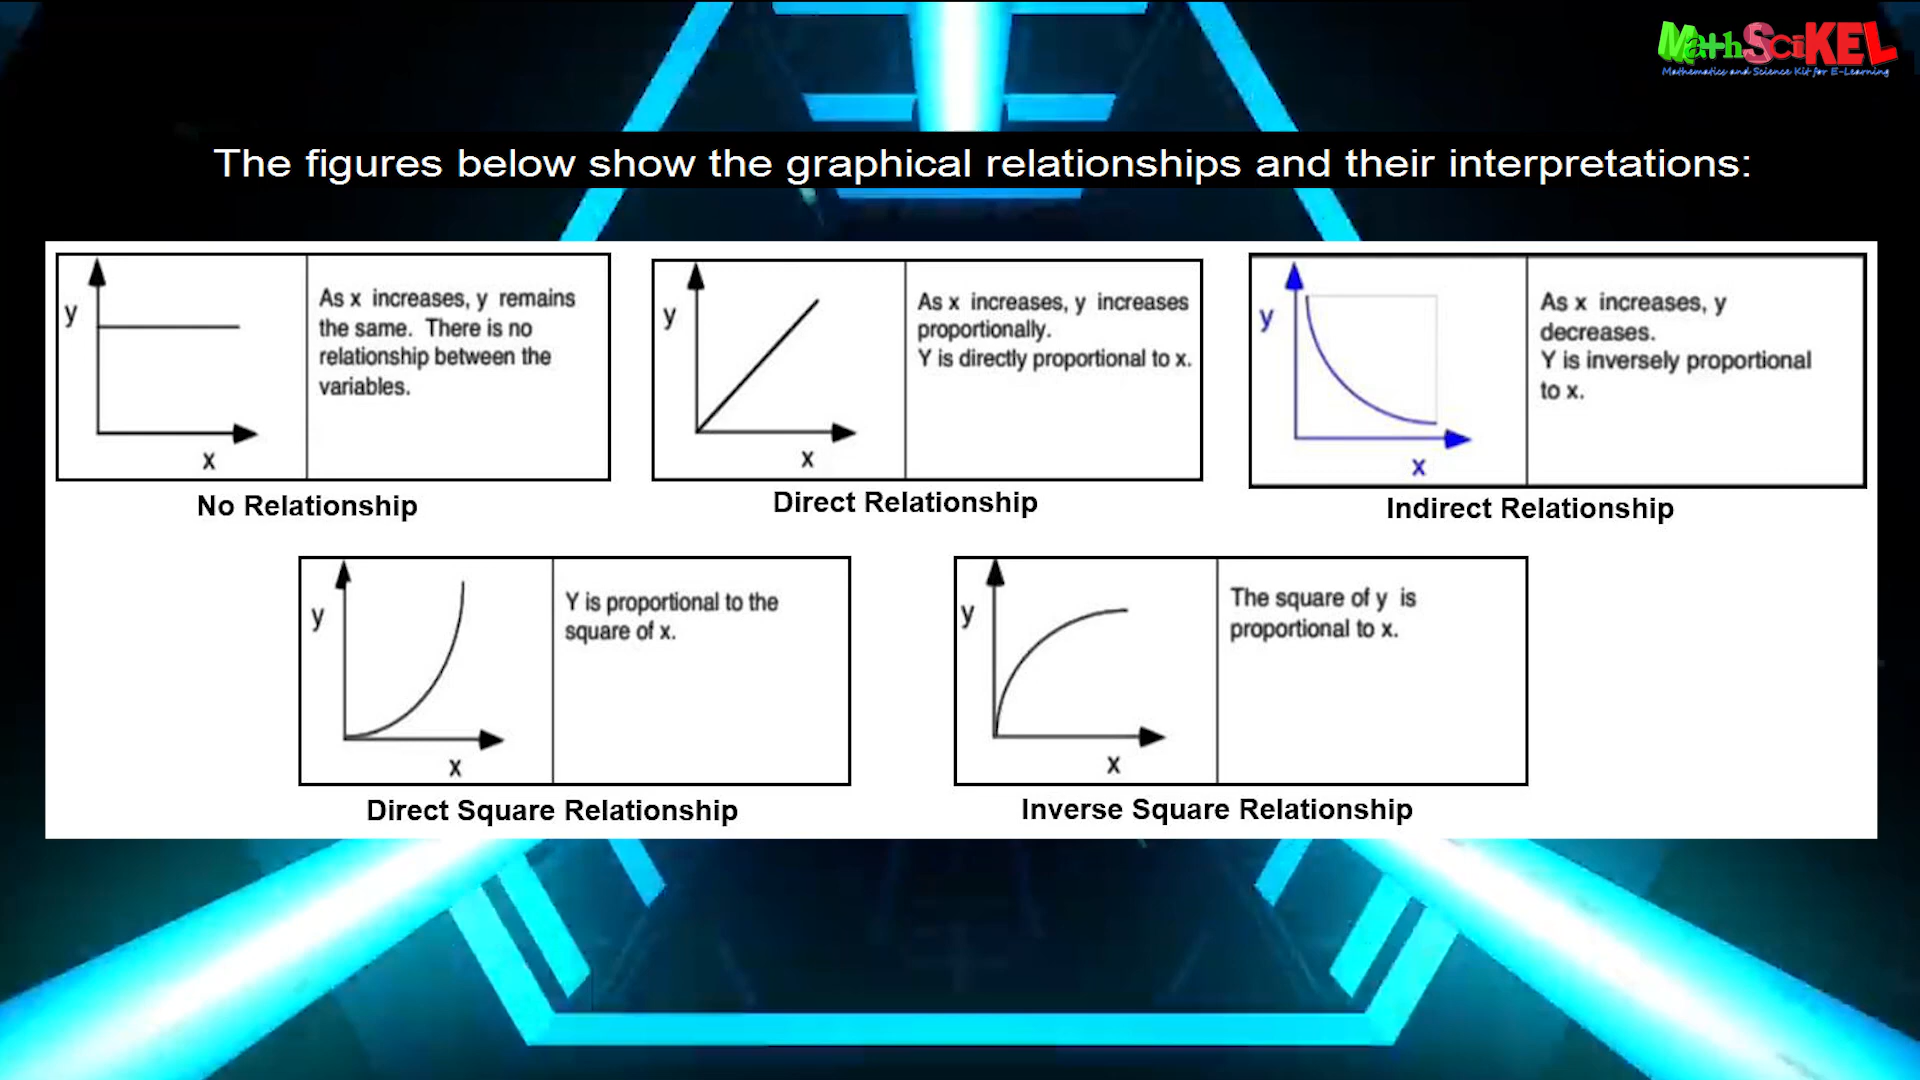 MathSciKEL
Mathematics and Science Kit for E-Learning
The figures below show the graphical relationships and their interpretations:
y
x
As x increases, y remains
the same. There is no
relationship between the
variables.
No Relationship
y
x
As x increases, y increases
proportionally.
Y is directly proportional to x.
Direct Relationship
y
x
As x increases, y
decreases.
Y is inversely proportional
to x.
Indirect Relationship
y
x
Y is proportional to the
square of x.
Direct Square Relationship
y
x
The square of y is
proportional to x.
Inverse Square Relationship